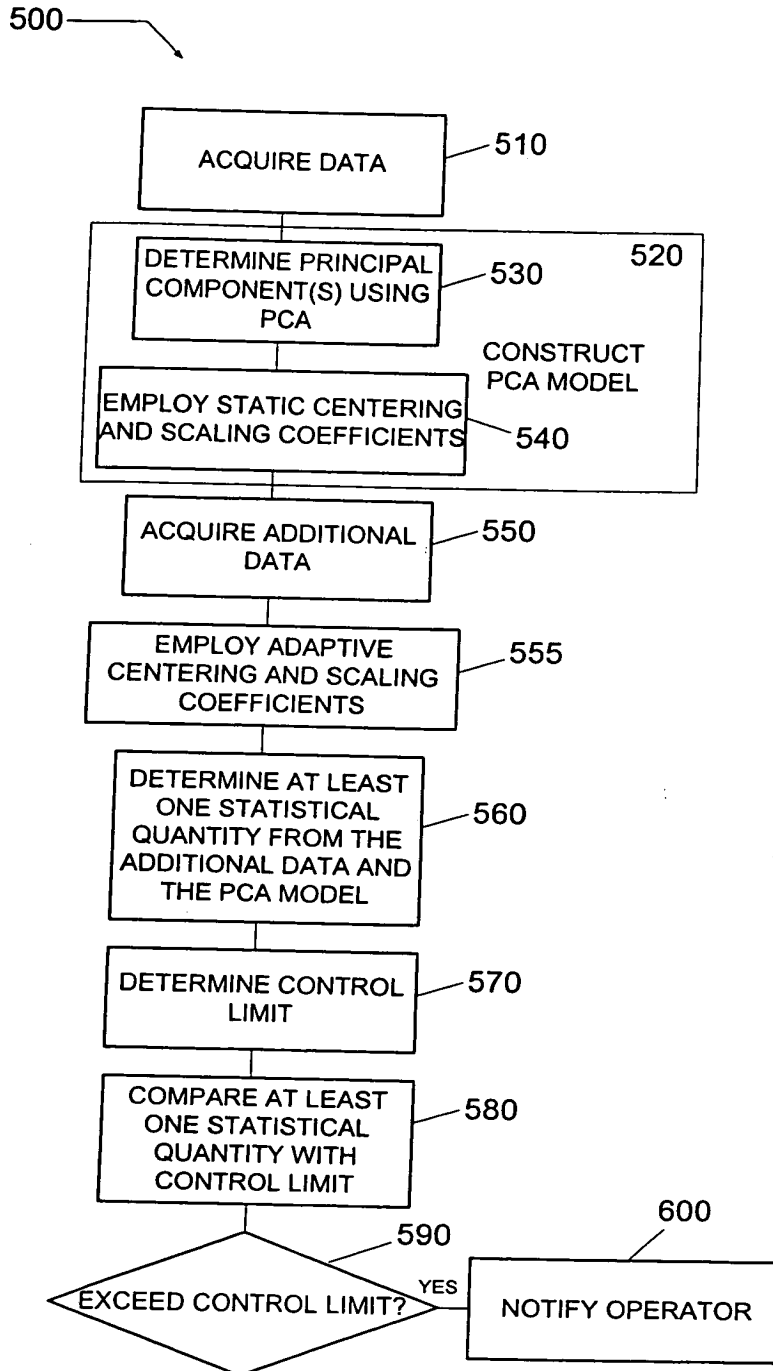 500
ACQUIRE DATA
510
520
DETERMINE PRINCIPAL
COMPONENT(S) USING
PCA
530
CONSTRUCT
PCA MODEL
EMPLOY STATIC CENTERING
AND SCALING COEFFICIENTS
540
ACQUIRE ADDITIONAL
DATA
550
EMPLOY ADAPTIVE
CENTERING AND SCALING
COEFFICIENTS
555
DETERMINE AT LEAST
ONE STATISTICAL
QUANTITY FROM THE
ADDITIONAL DATA AND
THE PCA MODEL
560
DETERMINE CONTROL
LIMIT
570
COMPARE AT LEAST
ONE STATISTICAL
QUANTITY WITH
CONTROL LIMIT
580
590
EXCEED CONTROL LIMIT?
YES
600
NOTIFY OPERATOR